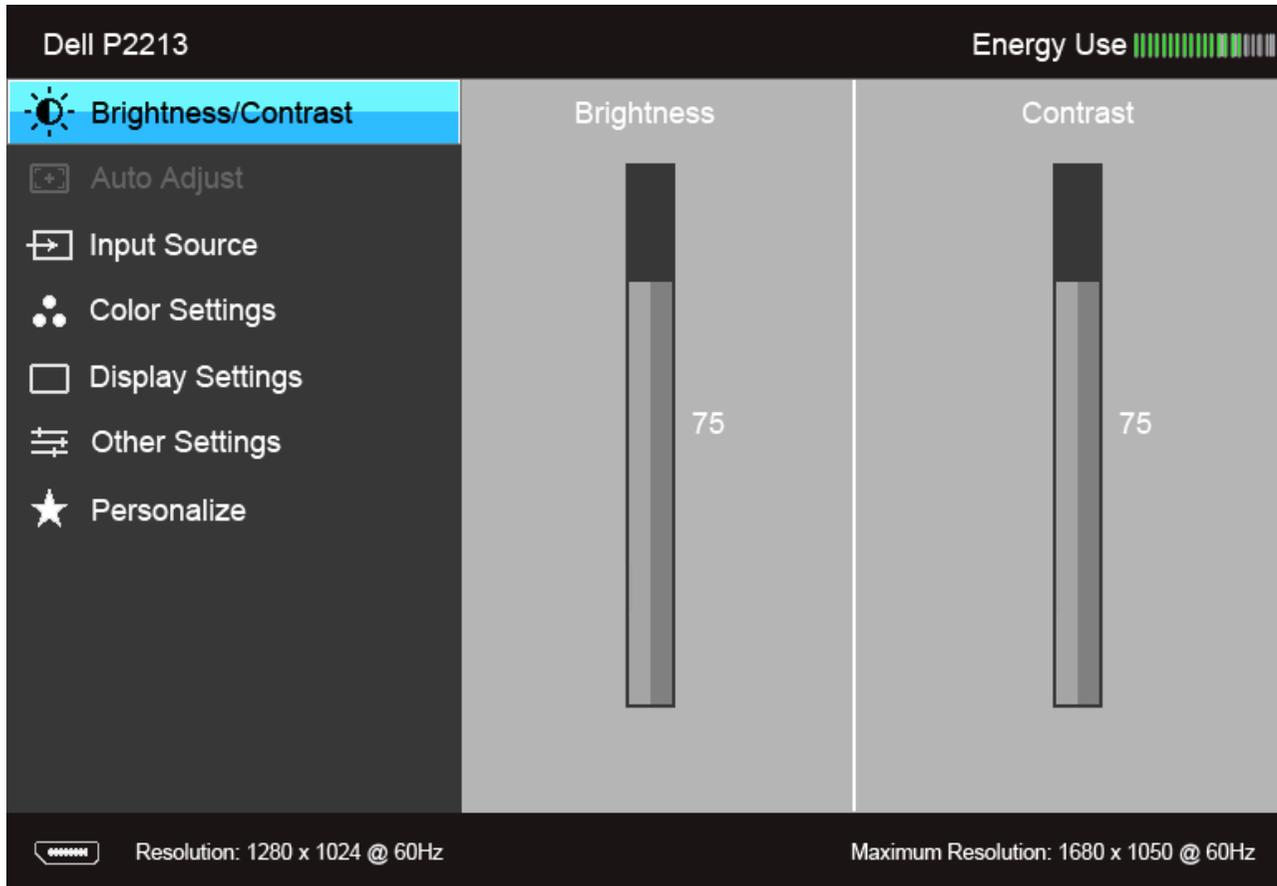 Dell P2213
Energy Use
Brightness/Contrast
Auto Adjust
Input Source
Color Settings
Display Settings
Other Settings
Personalize
Brightness
75
Contrast
75
Resolution: 1280 x 1024 @ 60Hz
Maximum Resolution: 1680 x 1050 @ 60Hz